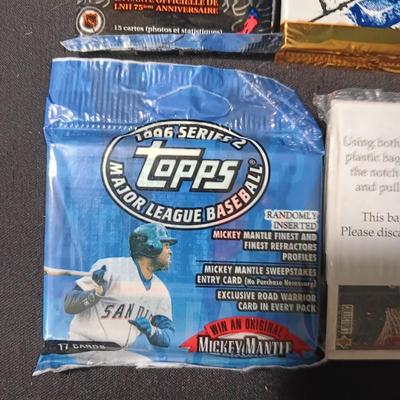 LNH 75ème ANNIVERSAIRE
15 cartes (photos et statistiques)
1996 SERIES 2
TOPPS
MAJOR LEAGUE BASEBALL
RANDOMLY
INSERTED
MICKEY MANTLE FINEST AND
FINEST REFRACTORS
PROFILES
MICKEY MANTLE SWEEPSTAKES
ENTRY CARD (No Purchase Necessary)
EXCLUSIVE ROAD WARRIOR
CARD IN EVERY PACK
WIN AN ORIGINAL
MICKEY MANTLE
SAN DI
17 CARDS
Using both
plastic bag
the notch
and pull
This ba
Please disca